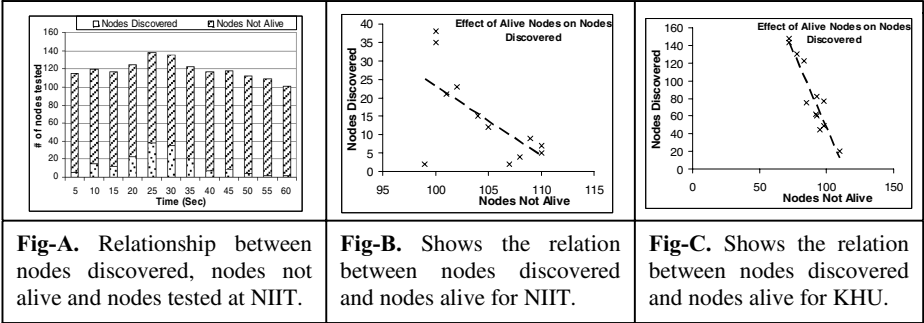 Nodes Discovered Nodes Not Alive
160
140
120
100
80
60
40
20
0
# of nodes tested
5 10 15 20 25 30 35 40 45 50 55 60
Time (Sec)
Fig-A. Relationship between
nodes discovered, nodes not
alive and nodes tested at NIIT.
Effect of Alive Nodes on Nodes
Discovered
40
35
30
25
20
15
10
5
0
Nodes Discovered
95 100 105 110 115
Nodes Not Alive
Fig-B. Shows the relation
between nodes discovered
and nodes alive for NIIT.
Effect of Alive Nodes on Nodes
Discovered
160
140
120
100
80
60
40
20
0
Nodes Discovered
0 50 100 150
Nodes Not Alive
Fig-C. Shows the relation
between nodes discovered
and nodes alive for KHU.